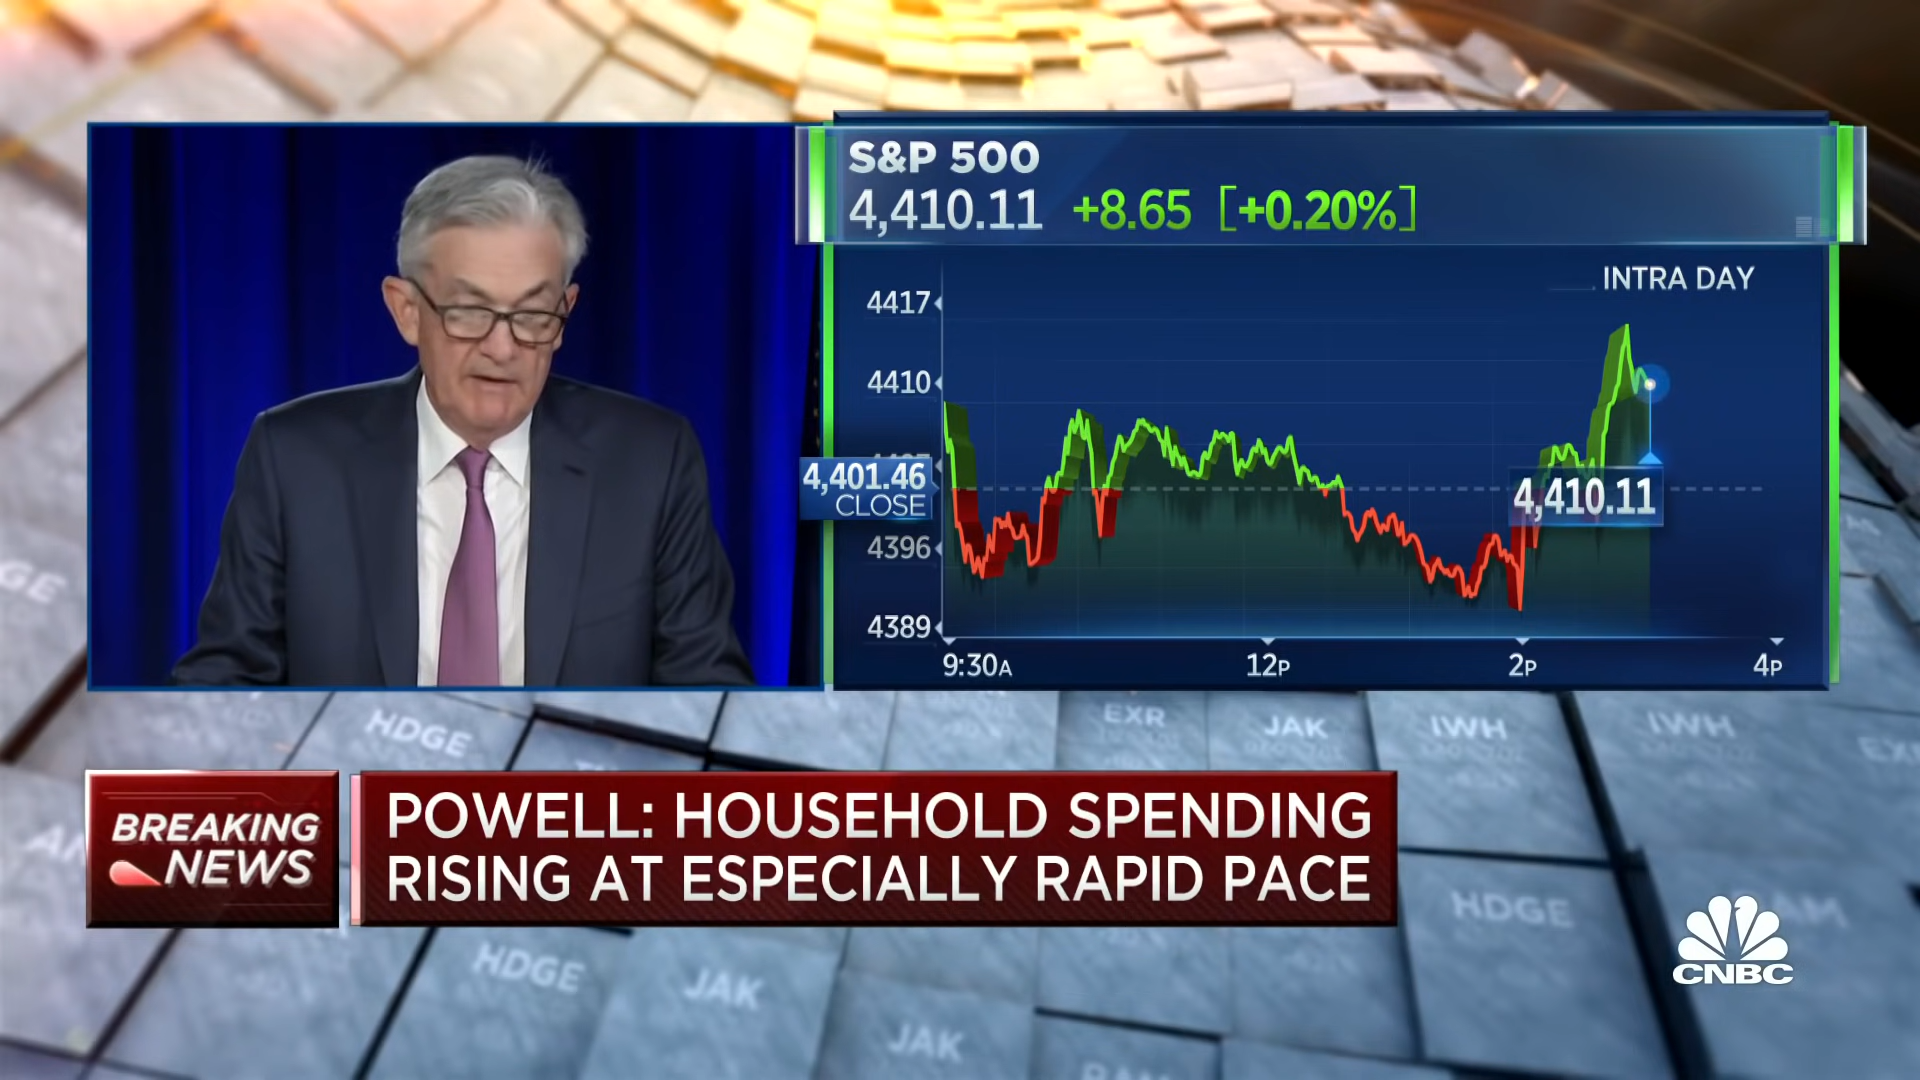 S&P 500
4,410.11 +8.65 [+0.20%]
INTRA DAY
4417
4410
4,401.46
CLOSE
4396
4389
4,410.11
9:30A 12P 2P 4P
HDGE
HDGE
EXR
JAK
IWH
IWH
BREAKING
NEWS
POWELL: HOUSEHOLD SPENDING
RISING AT ESPECIALLY RAPID PACE
HDGE
HDGE
JAK
JAK
CNBC